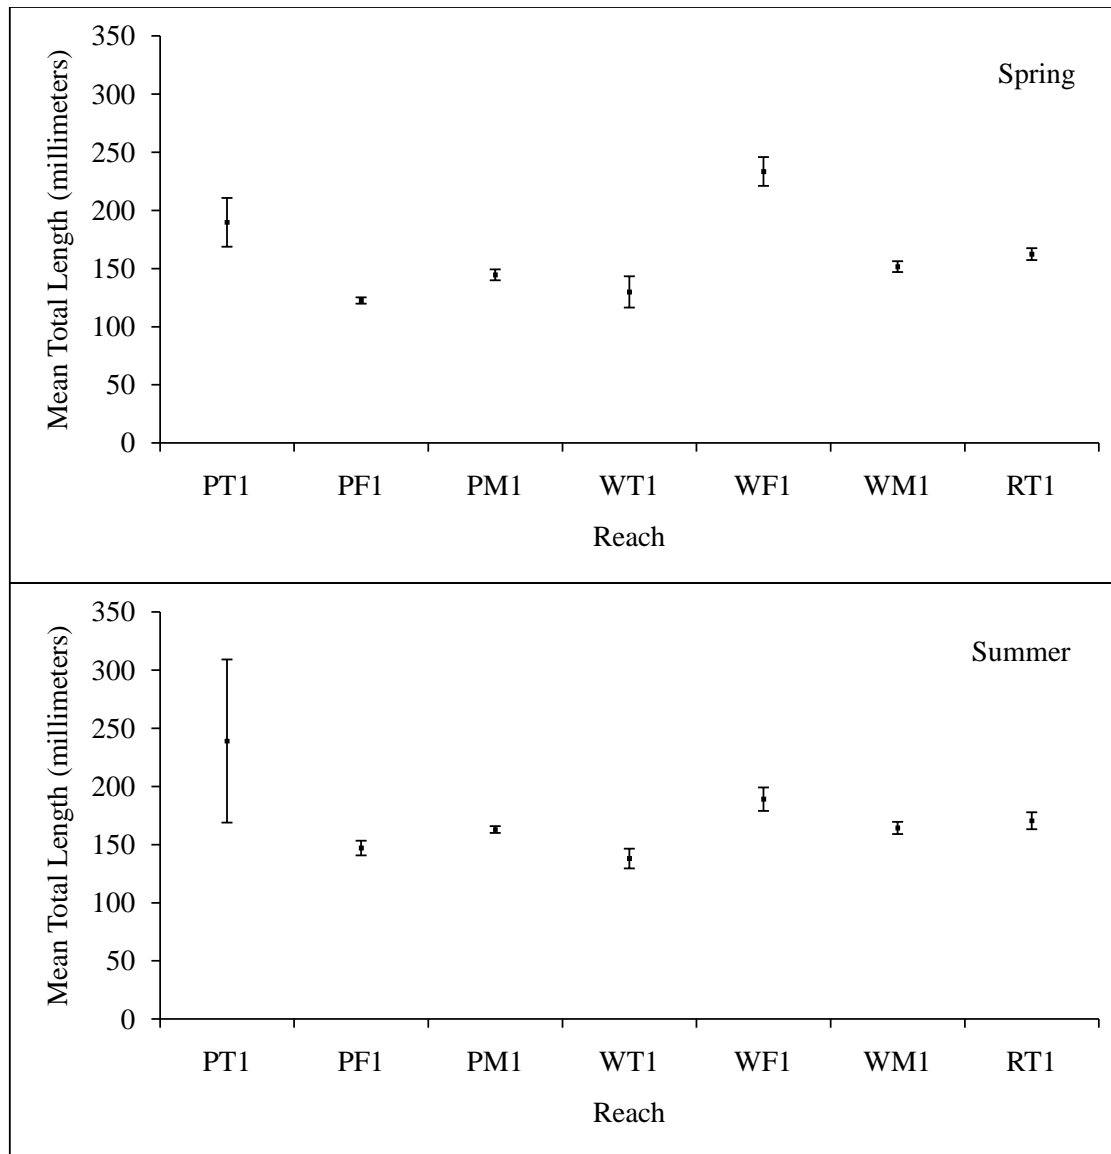 Spring
Mean Total Length (millimeters)
350
300
250
200
150
100
50
0
PT1 PF1 PM1 WT1 WF1 WM1 RT1
Reach
Summer
Mean Total Length (millimeters)
350
300
250
200
150
100
50
0
PT1 PF1 PM1 WT1 WF1 WM1 RT1
Reach